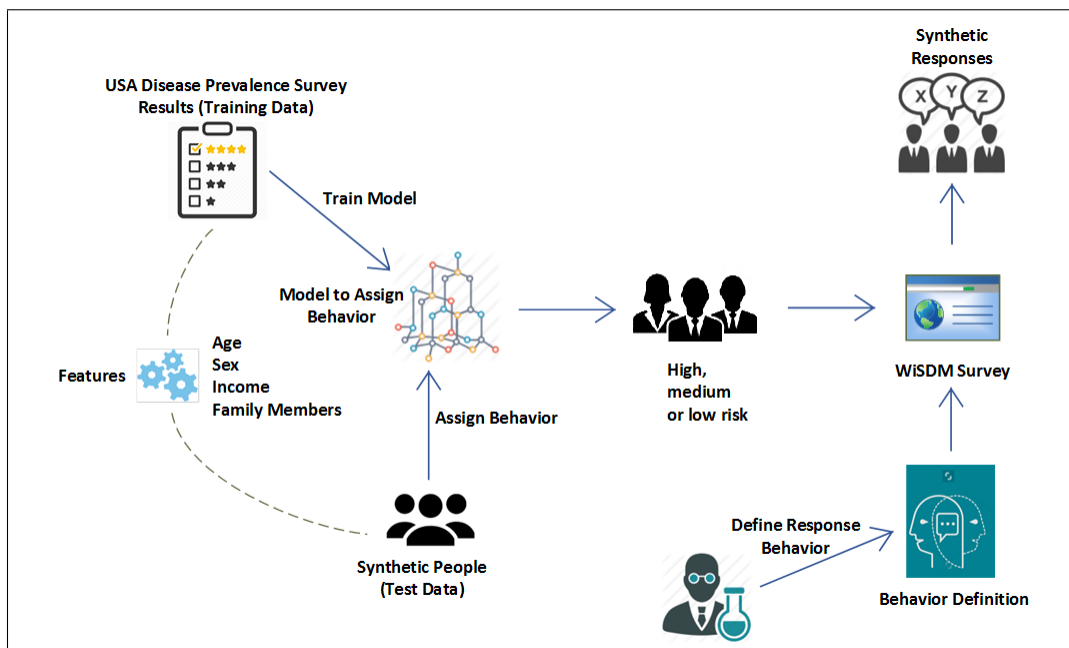 Synthetic
Responses
X Y Z
USA Disease Prevalence Survey
Results (Training Data)
Train Model
Model to Assign
Behavior
Features
Age
Sex
Income
Family Members
High,
medium
or low risk
WiSDM Survey
Assign Behavior
Synthetic People
(Test Data)
Define Response
Behavior
Behavior Definition